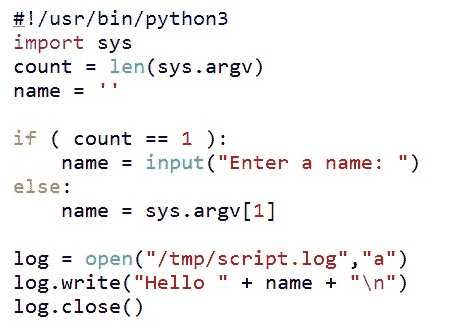 #!/usr/bin/python3
import sys
count = len(sys.argv)
name = ''

if ( count == 1 ):
    name = input("Enter a name: ")
else:
    name = sys.argv[1]

log = open("/tmp/script.log","a")
log.write("Hello " + name + "\n")
log.close()